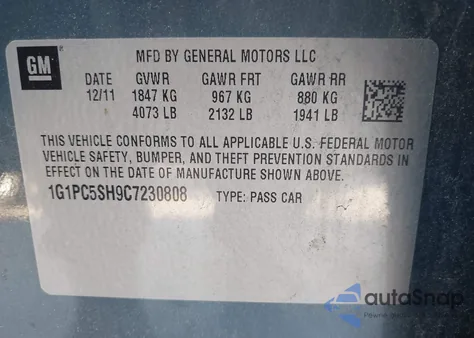 GM
MFD BY GENERAL MOTORS LLC
DATE GVWR GAWR FRT GAWR RR
12/11 1847 KG 967 KG 880 KG
4073 LB 2132 LB 1941 LB
THIS VEHICLE CONFORMS TO ALL APPLICABLE U.S. FEDERAL MOTOR
VEHICLE SAFETY, BUMPER, AND THEFT PREVENTION STANDARDS IN
EFFECT ON THE DATE OF MANUFACTURE SHOWN ABOVE.
1G1PC5SH9C7230808 TYPE: PASS CAR
autoSnap